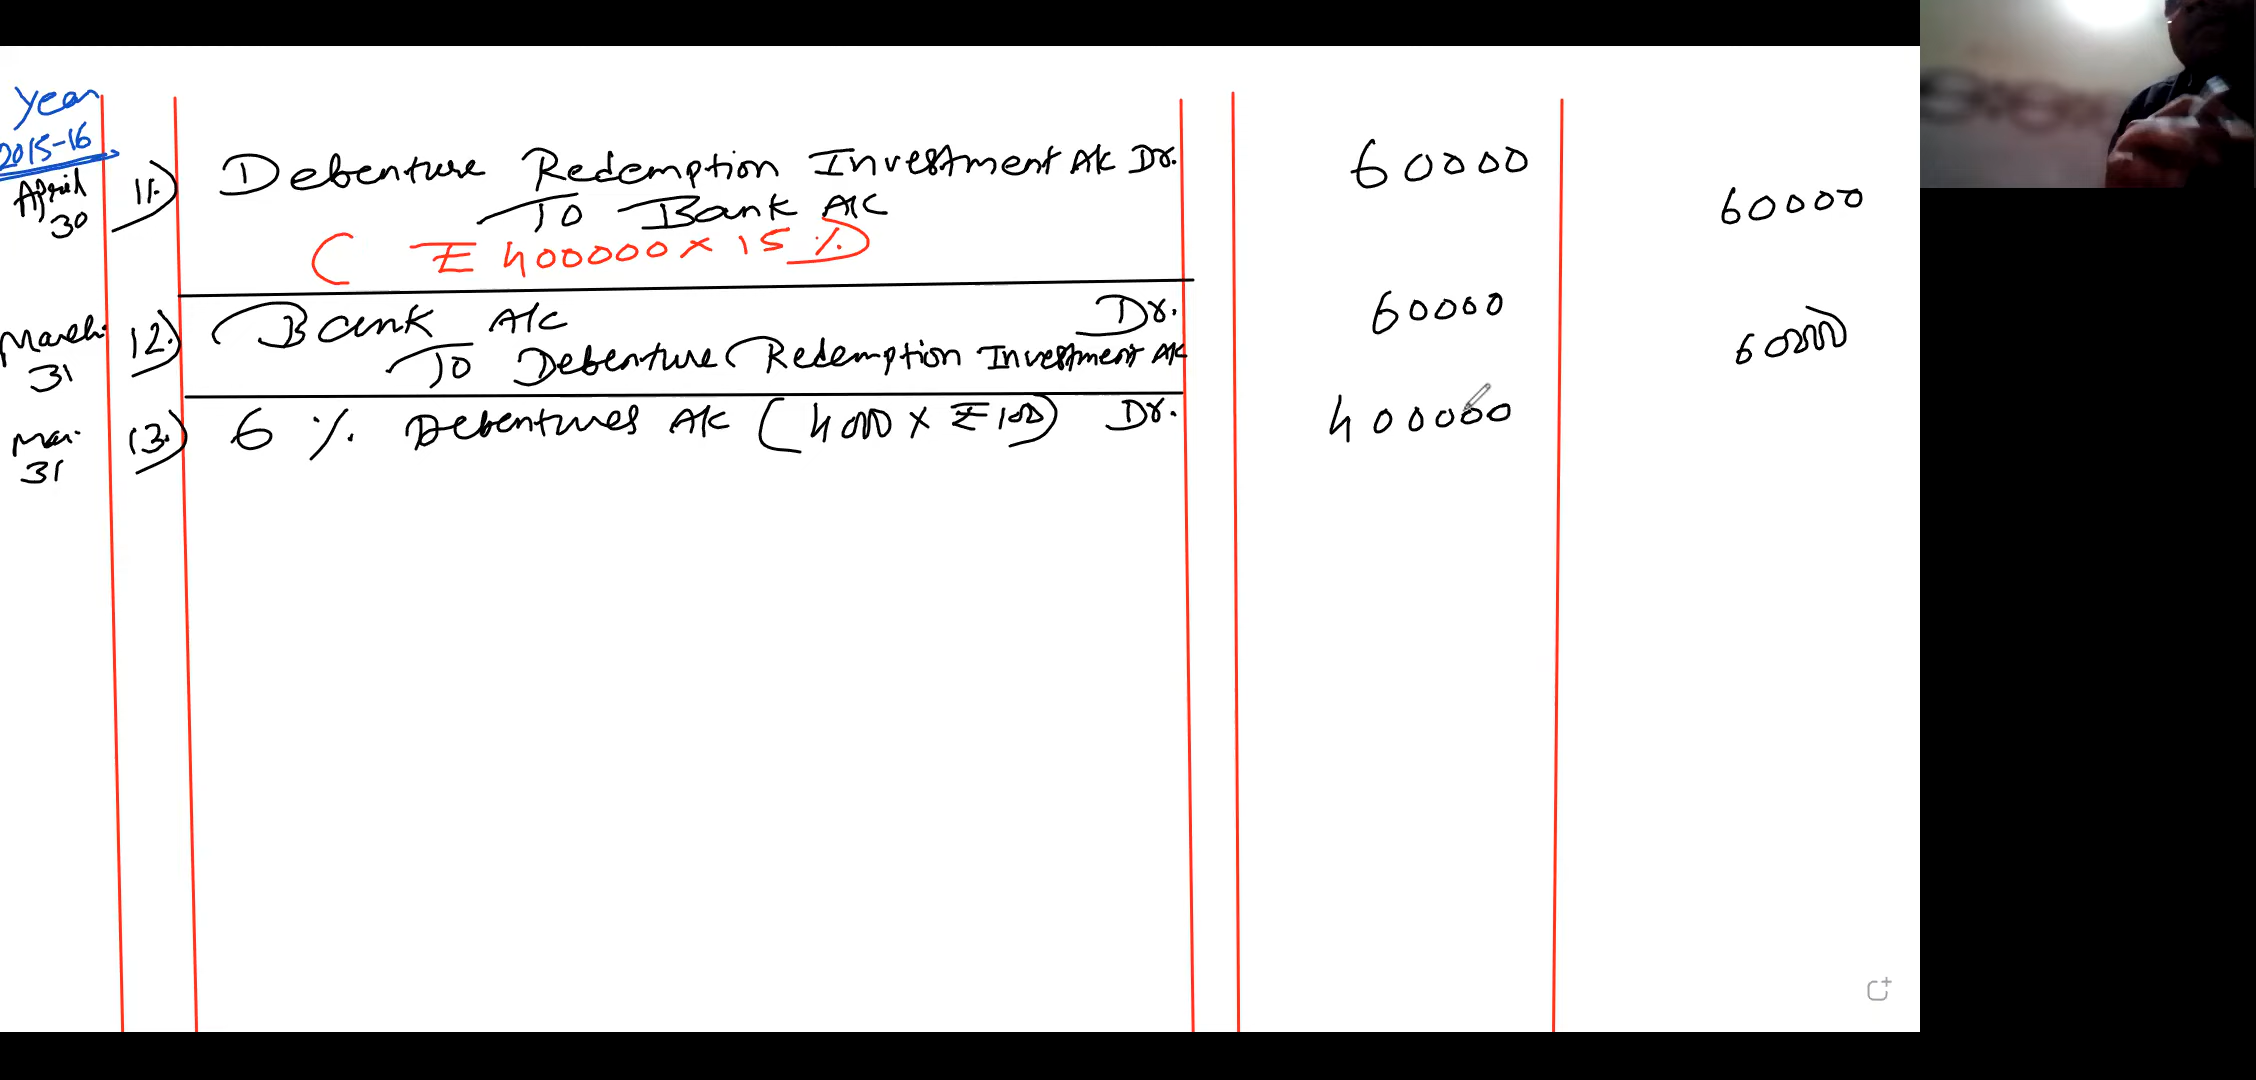 Year
2015-16
April 30 11.) Debenture Redemption Investment A/c Dr. 60000
To Bank A/c 60000
( ₹ 400000 x 15 %)
March 31 12.) Bank A/c Dr. 60000
To Debenture Redemption Investment A/c 60000
Mar. 31 13.) 6 % Debentures A/c (4000 x ₹ 100) Dr. 400000